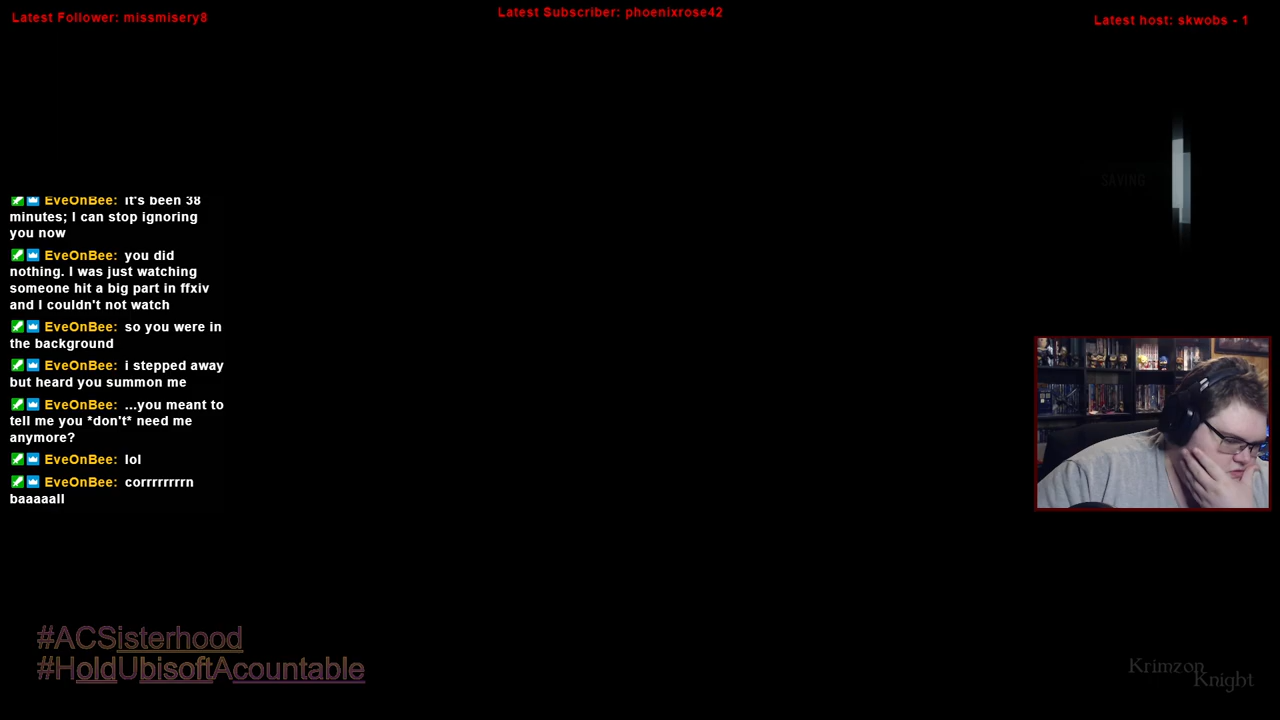 Latest Follower: missmisery8
Latest Subscriber: phoenixrose42
Latest host: skwobs - 1
SAVING
EveOnBee: it's been 38
minutes; I can stop ignoring
you now
EveOnBee: you did
nothing. I was just watching
someone hit a big part in ffxiv
and I couldn't not watch
EveOnBee: so you were in
the background
EveOnBee: i stepped away
but heard you summon me
EveOnBee: ...you meant to
tell me you *don't* need me
anymore?
EveOnBee: lol
EveOnBee: corrrrrrrrn
baaaaall
#ACSisterhood
#HoldUbisoftAcountable
Krimzon
Knight